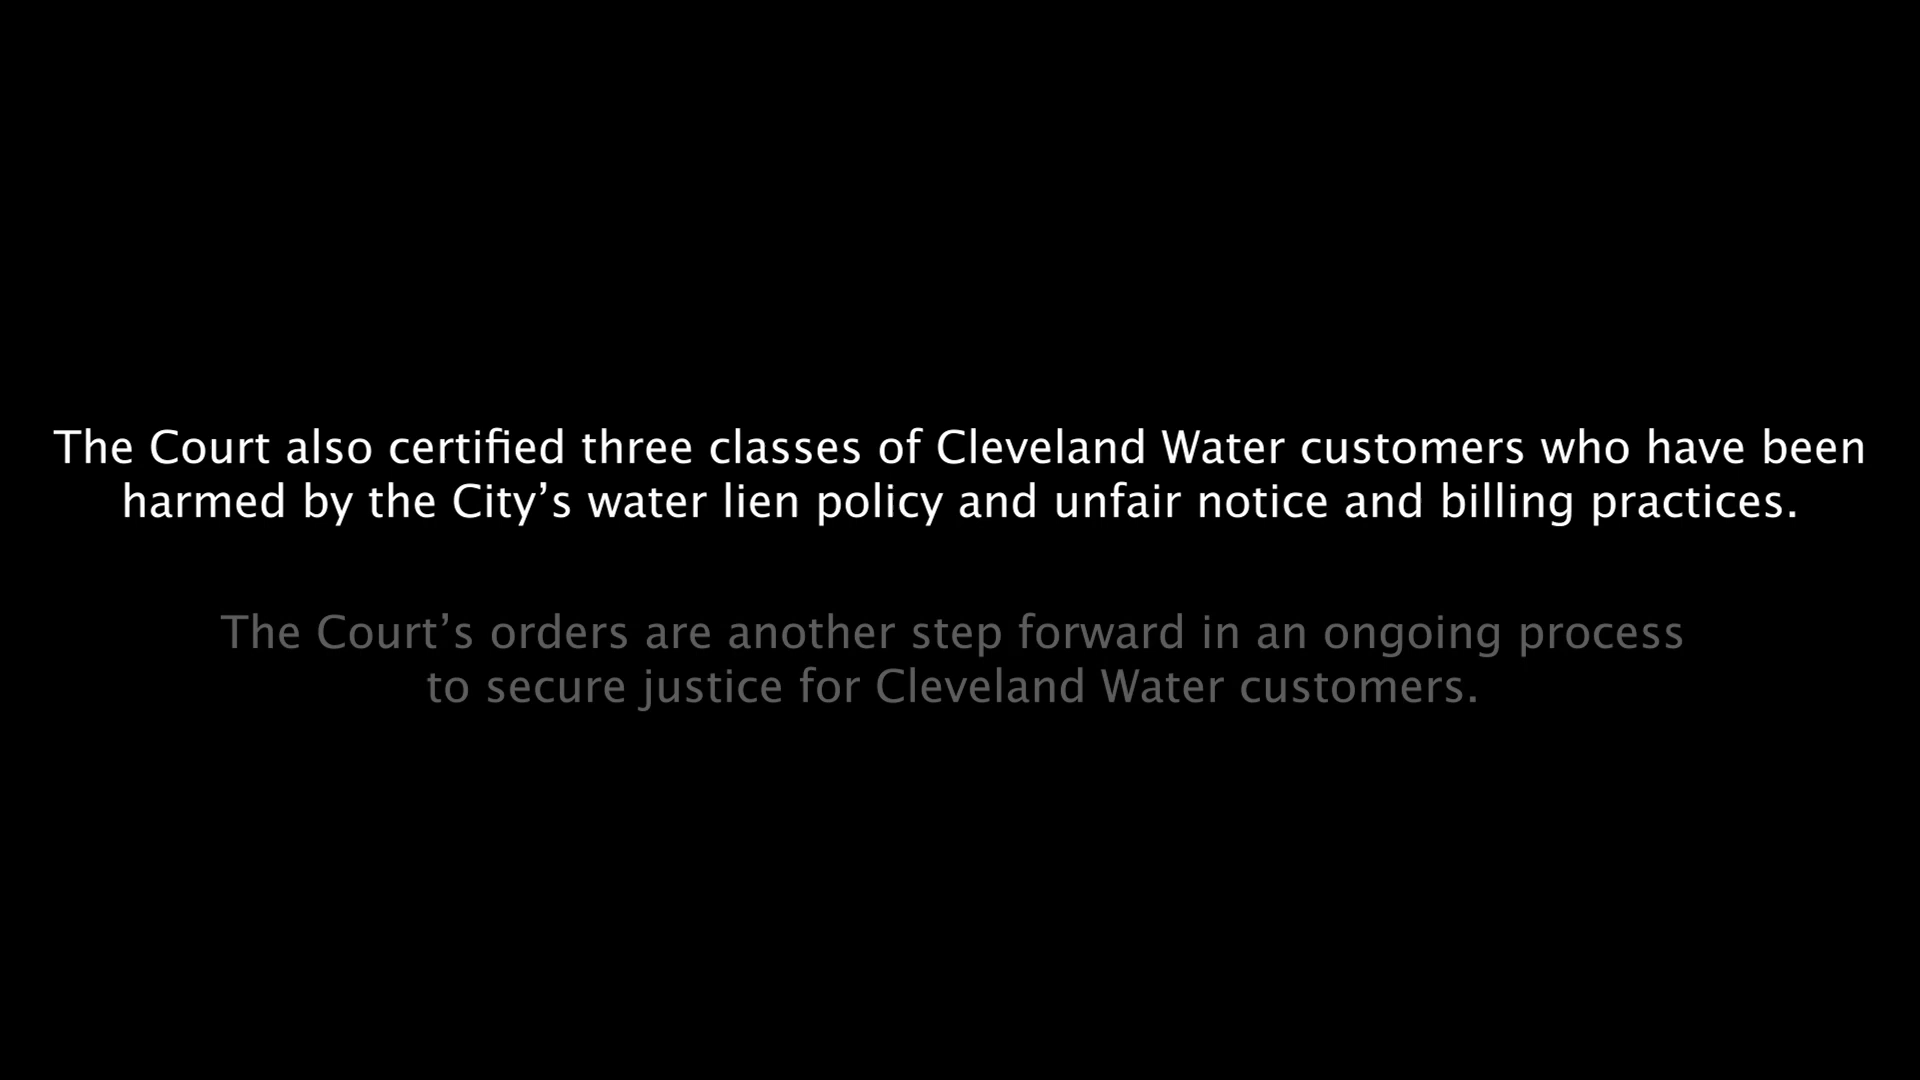 The Court also certified three classes of Cleveland Water customers who have been
harmed by the City’s water lien policy and unfair notice and billing practices.
The Court’s orders are another step forward in an ongoing process
to secure justice for Cleveland Water customers.